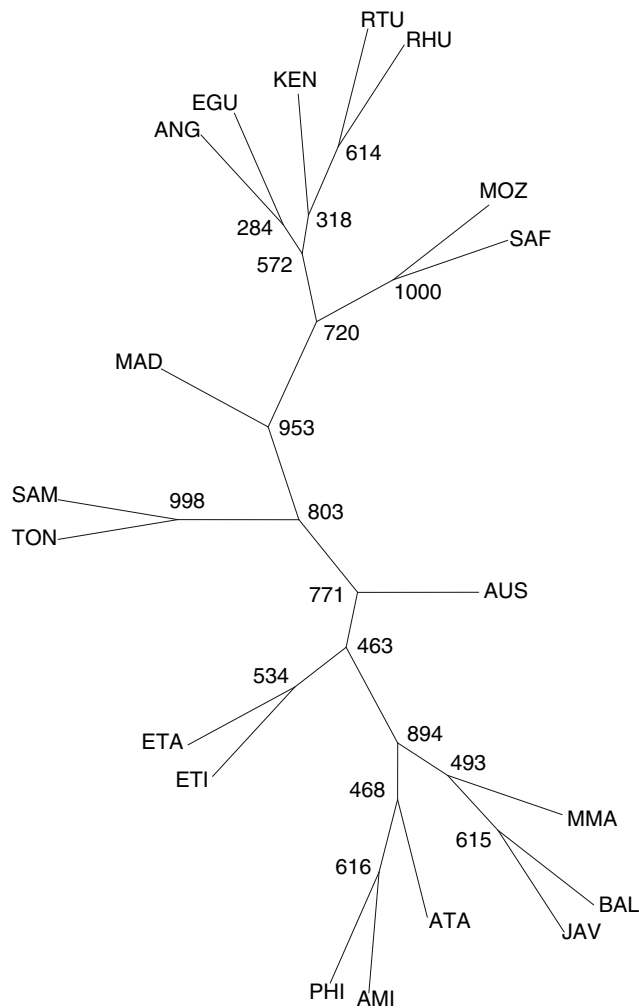 RTU
RHU
KEN
EGU
ANG
614
MOZ
318
284
SAF
572
1000
720
MAD
953
SAM
998
803
TON
771
AUS
463
534
ETA
894
493
ETI
468
MMA
615
616
BAL
ATA
JAV
PHI
AMI